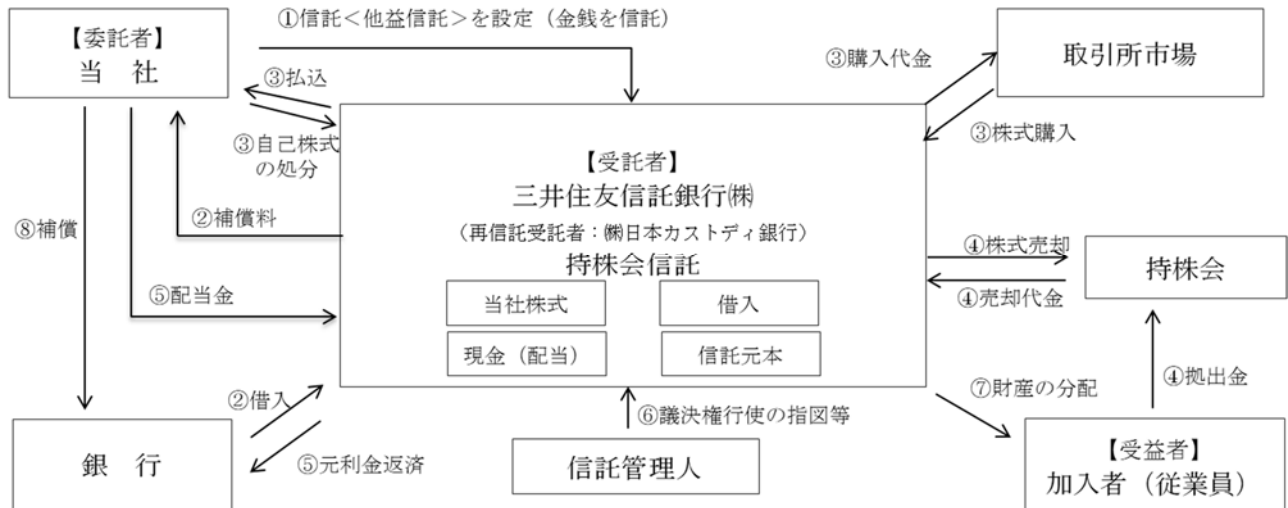 ①信託<他益信託>を設定（金銭を信託）
【委託者】
当　社
③払込
③自己株式
の処分
③購入代金
取引所市場
③株式購入
【受託者】
三井住友信託銀行㈱
（再信託受託者：㈱日本カストディ銀行）
持株会信託
当社株式
借入
現金（配当）
信託元本
②補償料
⑧補償
⑤配当金
④株式売却
持株会
④売却代金
④拠出金
②借入
銀　行
⑤元利金返済
⑥議決権行使の指図等
信託管理人
⑦財産の分配
【受益者】
加入者（従業員）